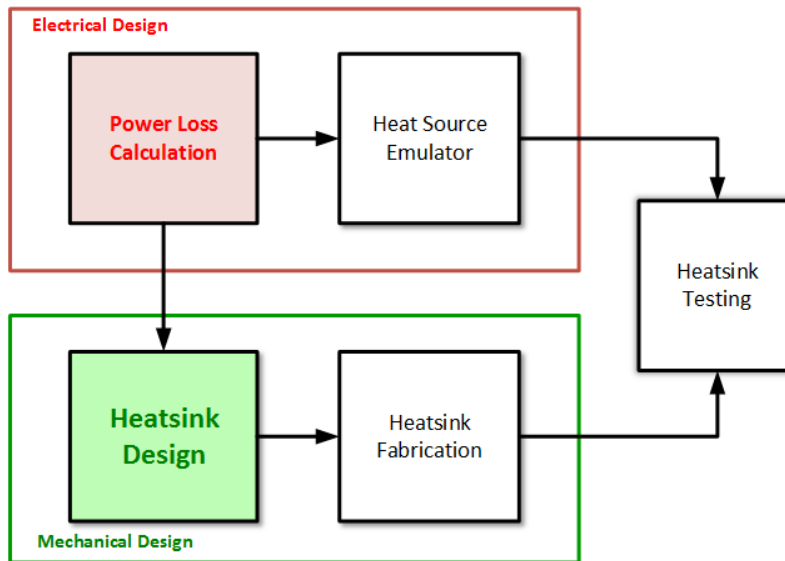 Electrical Design
Power Loss
Calculation
Heat Source
Emulator
Heatsink
Testing
Heatsink
Design
Heatsink
Fabrication
Mechanical Design